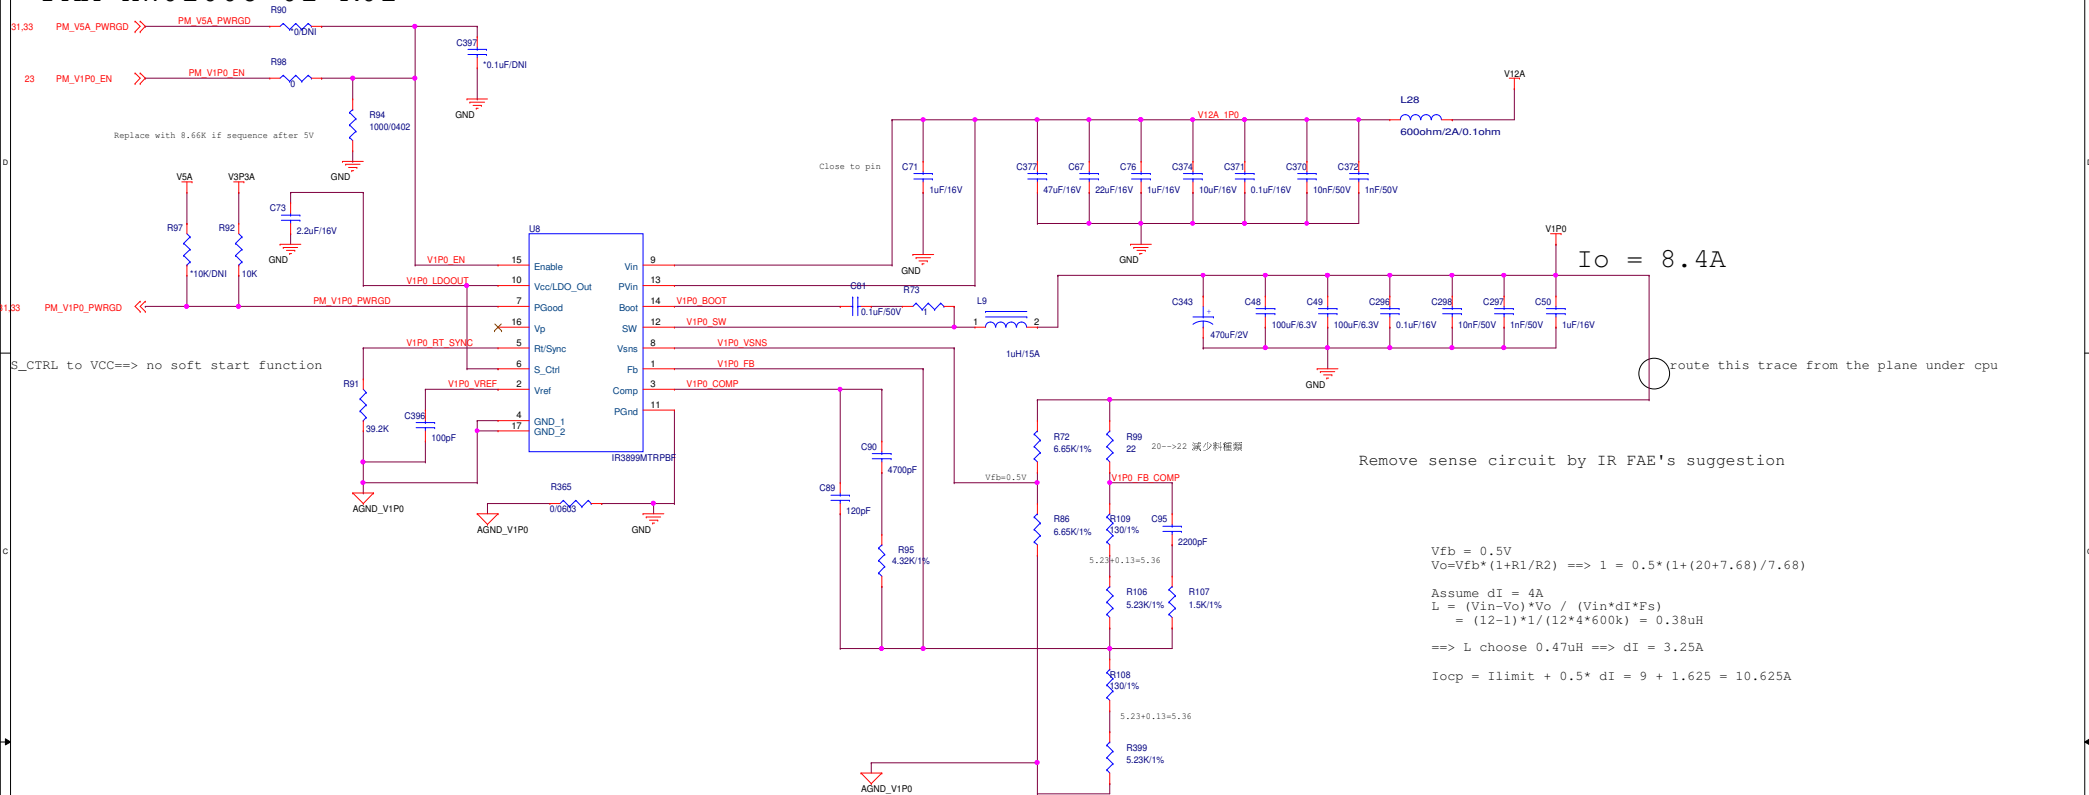 R90
31,33 PM_V5A_PWRGD PM_V5A_PWRGD
*0/DNI
C397
*0.1uF/DNI
GND
R98
23 PM_V1P0_EN PM_V1P0_EN
0
R94
1000/0402
Replace with 8.66K if sequence after 5V
GND
V5A V3P3A
C73
2.2uF/16V
GND
R97 R92
*10K/DNI 10K
PM_V1P0_PWRGD PM_V1P0_PWRGD
S_CTRL to VCC==> no soft start function
U8
V1P0_EN 15 Enable
V1P0_LDOOUT 10 Vcc/LDO_Out
7 PGood
16 Vp
V1P0_RT_SYNC 5 Rt/Sync
6 S_Ctrl
V1P0_VREF 2 Vref
4 GND_1
17 GND_2
Vin 9
PVin 13
Boot 14 V1P0_BOOT
SW 12 V1P0_SW
Vsns 8 V1P0_VSNS
Fb 1 V1P0_FB
Comp 3 V1P0_COMP
PGnd 11
IR3899MTRPBF
R91
39.2K
C396
100pF
AGND_V1P0
R365
0/0603
AGND_V1P0 GND
Close to pin
C71
1uF/16V
GND
V12A_1P0
L28
600ohm/2A/0.1ohm
V12A
C377 C67 C76 C374 C371 C370 C372
47uF/16V 22uF/16V 1uF/16V 10uF/16V 0.1uF/16V 10nF/50V 1nF/50V
GND
C81 R73
0.1uF/50V 1
L9
1 2
1uH/15A
V1P0
Io = 8.4A
C343 C48 C49 C296 C298 C297 C50
470uF/2V 100uF/6.3V 100uF/6.3V 0.1uF/16V 10nF/50V 1nF/50V 1uF/16V
GND
route this trace from the plane under cpu
C90
4700pF
C89
120pF
R95
4.32K/1%
R72
6.65K/1%
R99
22
20-->22 減少料種類
Vfb=0.5V
V1P0_FB_COMP
R86
6.65K/1%
R109
130/1%
C95
2200pF
5.23+0.13=5.36
R106
5.23K/1%
R107
1.5K/1%
R108
130/1%
5.23+0.13=5.36
R399
5.23K/1%
AGND_V1P0
Remove sense circuit by IR FAE's suggestion
Vfb = 0.5V
Vo=Vfb*(1+R1/R2) ==> 1 = 0.5*(1+(20+7.68)/7.68)
Assume dI = 4A
L = (Vin-Vo)*Vo / (Vin*dI*Fs)
= (12-1)*1/(12*4*600k) = 0.38uH
==> L choose 0.47uH ==> dI = 3.25A
Iocp = Ilimit + 0.5* dI = 9 + 1.625 = 10.625A
D
C